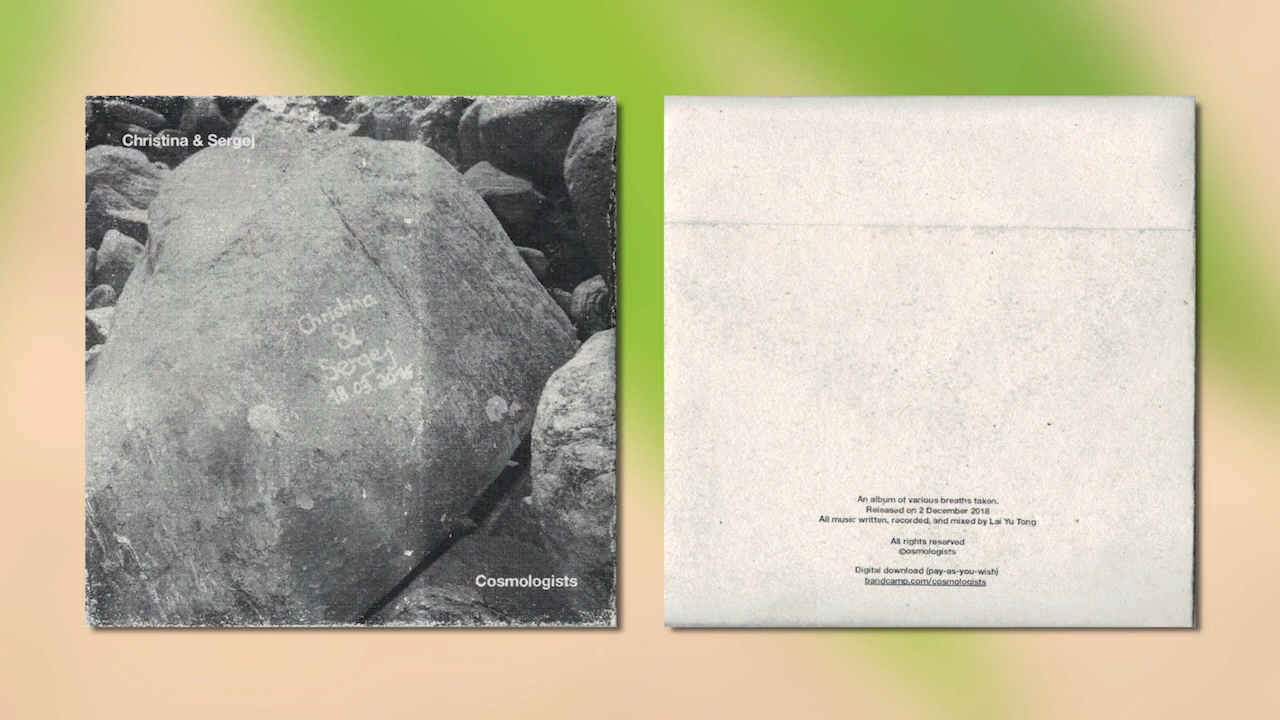 Christina & Sergej
Christina
&
Sergej
18.05.2016
Cosmologists
An album of various breaths taken.
Released on 2 December 2018
All music written, recorded, and mixed by Lai Yu Tong
All rights reserved
©osmologists
Digital download (pay-as-you-wish)
bandcamp.com/cosmologists